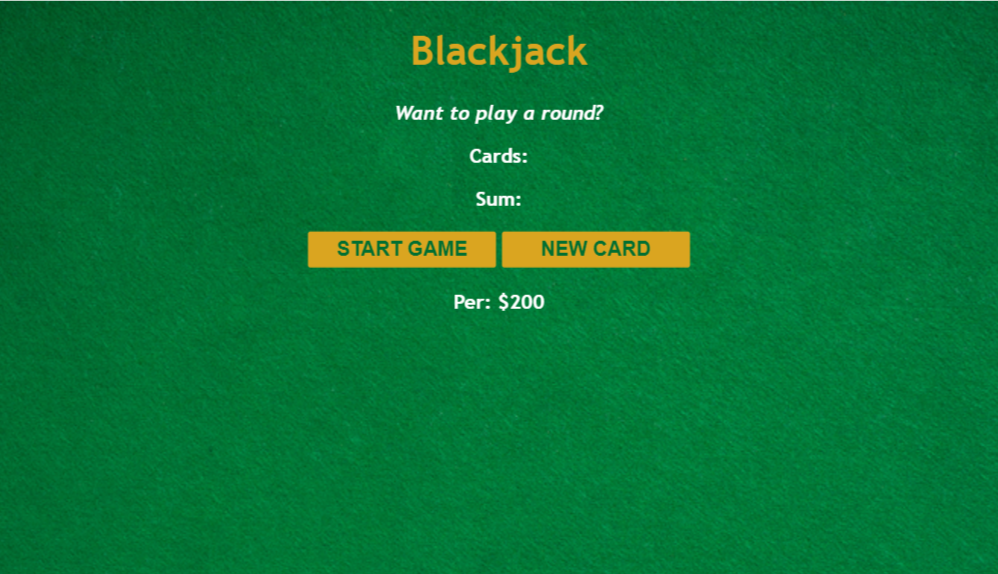 Blackjack
Want to play a round?
Cards:
Sum:
START GAME NEW CARD
Per: $200